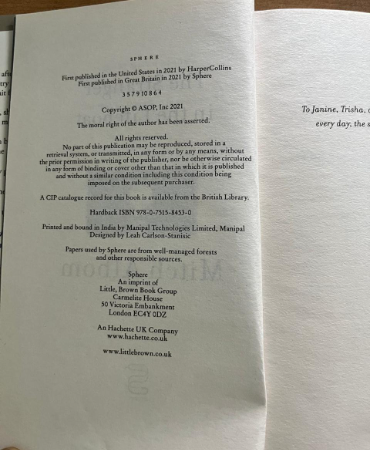 SPHERE
First published in the United States in 2021 by HarperCollins
First published in Great Britain in 2021 by Sphere
3 5 7 9 10 8 6 4
Copyright © ASOP, Inc 2021
The moral right of the author has been asserted.
All rights reserved.
No part of this publication may be reproduced, stored in a
retrieval system, or transmitted, in any form or by any means, without
the prior permission in writing of the publisher, nor be otherwise circulated
in any form of binding or cover other than that in which it is published
and without a similar condition including this condition being
imposed on the subsequent purchaser.
A CIP catalogue record for this book is available from the British Library.
Hardback ISBN 978-0-7515-8453-0
Printed and bound in India by Manipal Technologies Limited, Manipal
Designed by Leah Carlson-Stanisic
Papers used by Sphere are from well-managed forests
and other responsible sources.
Sphere
An imprint of
Little, Brown Book Group
Carmelite House
50 Victoria Embankment
London EC4Y 0DZ
An Hachette UK Company
www.hachette.co.uk
www.littlebrown.co.uk
To Janine, Trisha,
every day, the